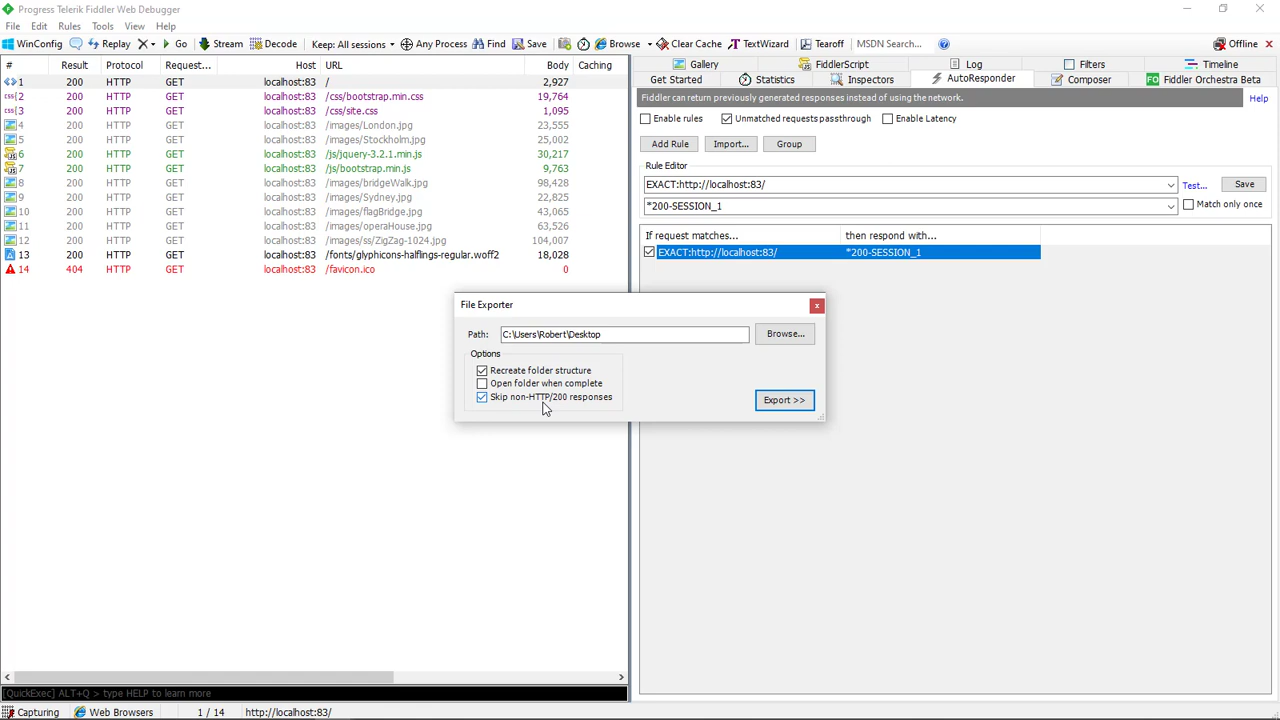 Progress Telerik Fiddler Web Debugger
File Edit Rules Tools View Help
WinConfig Replay Go Stream Decode Keep: All sessions Any Process Find Save Browse Clear Cache TextWizard Tearoff MSDN Search... Offline
# Result Protocol Request... Host URL Body Caching
1 200 HTTP GET localhost:83 / 2,927
2 200 HTTP GET localhost:83 /css/bootstrap.min.css 19,764
3 200 HTTP GET localhost:83 /css/site.css 1,095
4 200 HTTP GET localhost:83 /images/London.jpg 23,555
5 200 HTTP GET localhost:83 /images/Stockholm.jpg 25,002
6 200 HTTP GET localhost:83 /js/jquery-3.2.1.min.js 30,217
7 200 HTTP GET localhost:83 /js/bootstrap.min.js 9,763
8 200 HTTP GET localhost:83 /images/bridgeWalk.jpg 98,428
9 200 HTTP GET localhost:83 /images/Sydney.jpg 22,825
10 200 HTTP GET localhost:83 /images/flagBridge.jpg 43,065
11 200 HTTP GET localhost:83 /images/operaHouse.jpg 63,526
12 200 HTTP GET localhost:83 /images/ss/ZigZag-1024.jpg 104,007
13 200 HTTP GET localhost:83 /fonts/glyphicons-halflings-regular.woff2 18,028
14 404 HTTP GET localhost:83 /favicon.ico 0
Gallery FiddlerScript Log Filters Timeline
Get Started Statistics Inspectors AutoResponder Composer FO Fiddler Orchestra Beta
Fiddler can return previously generated responses instead of using the network. Help
Enable rules Unmatched requests passthrough Enable Latency
Add Rule Import... Group
Rule Editor
EXACT:http://localhost:83/ Test... Save
*200-SESSION_1 Match only once
If request matches... then respond with...
EXACT:http://localhost:83/ *200-SESSION_1
File Exporter
Path: C:\Users\Robert\Desktop Browse...
Options
Recreate folder structure
Open folder when complete
Skip non-HTTP/200 responses
Export >>
[QuickExec] ALT+Q > type HELP to learn more
Capturing Web Browsers 1 / 14 http://localhost:83/